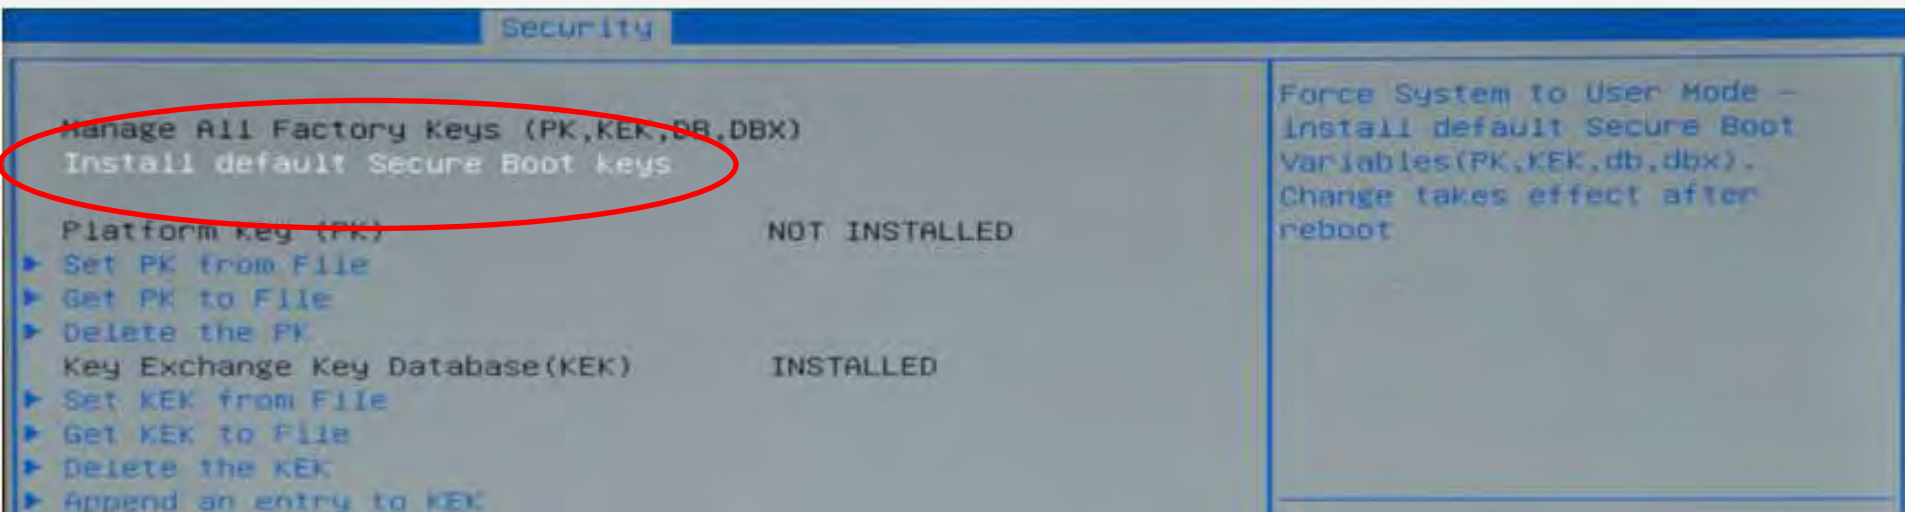 Security
Manage All Factory Keys (PK,KEK,DB,DBX)
Install default Secure Boot keys
Platform Key (PK) NOT INSTALLED
► Set PK from File
► Get PK to File
► Delete the PK
Key Exchange Key Database(KEK) INSTALLED
► Set KEK from File
► Get KEK to File
► Delete the KEK
► Append an entry to KEK
Force System to User Mode -
install default Secure Boot
Variables(PK,KEK,db,dbx).
Change takes effect after
reboot